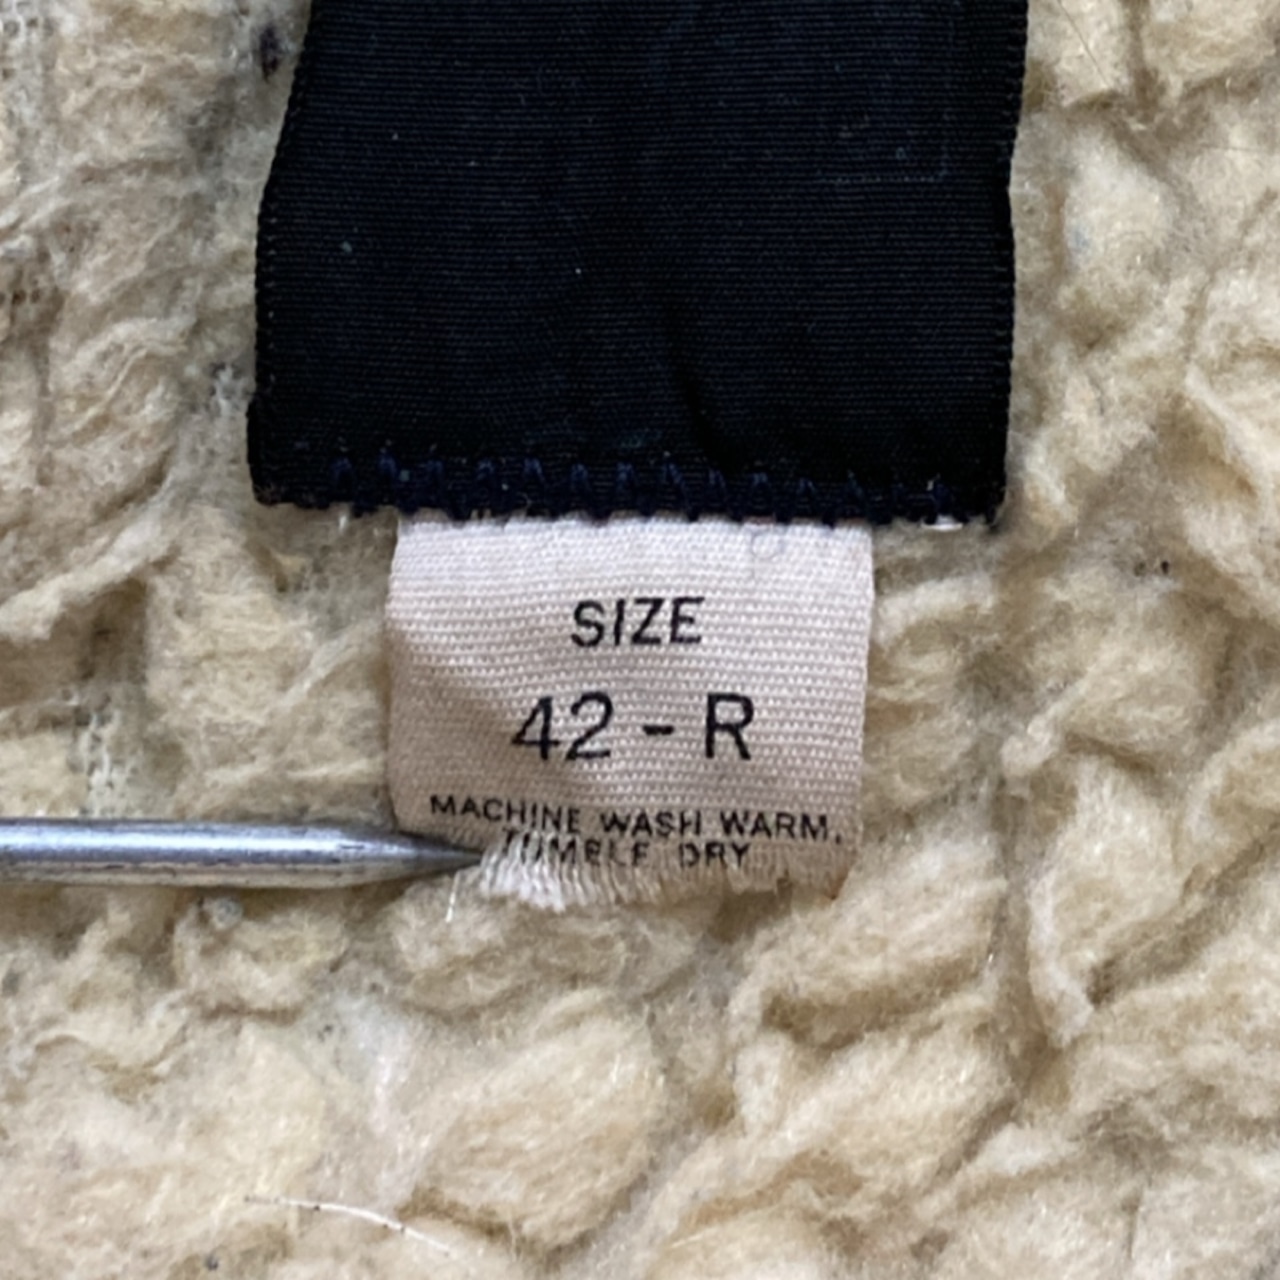 SIZE
42 - R
MACHINE WASH WARM,
TUMBLE DRY